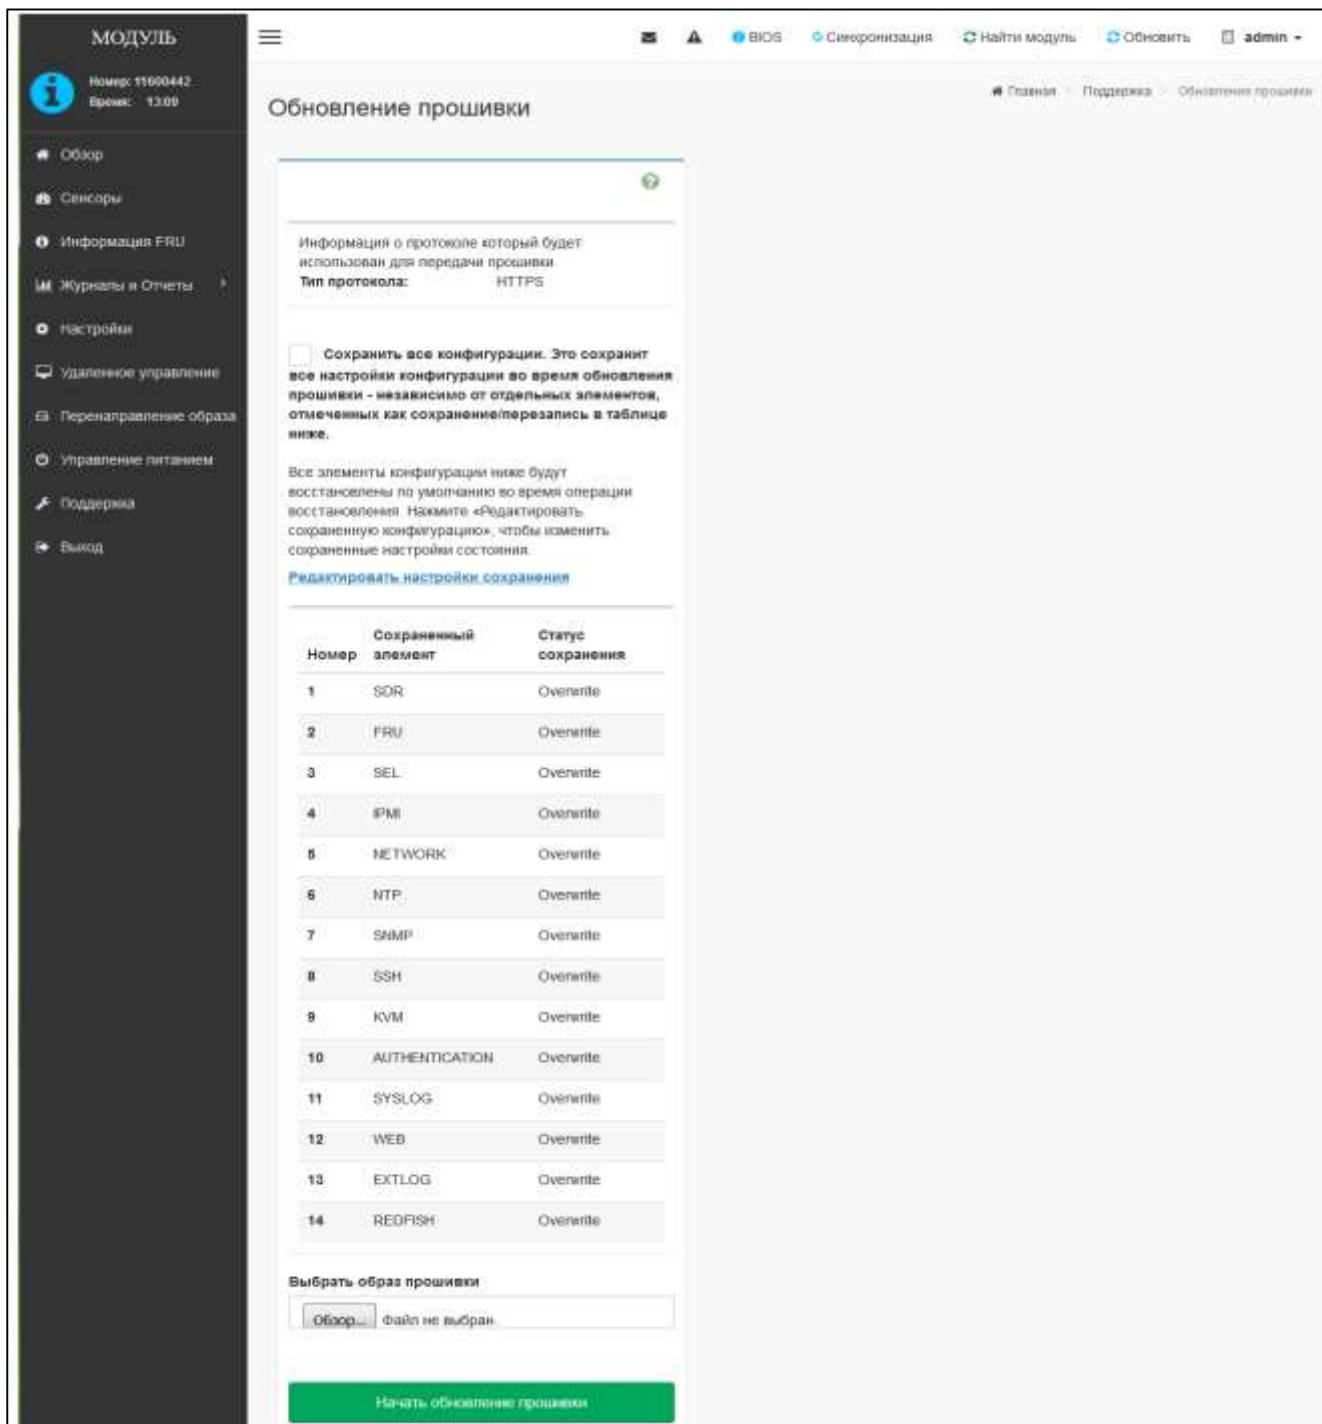 МОДУЛЬ
Номер: 11600442
Время: 13:09
Обзор
Сенсоры
Информация FRU
Журналы и Отчеты
Настройки
Удаленное управление
Перенаправление образа
Управление питанием
Поддержка
Выход
BIOS
Синхронизация
Найти модуль
Обновить
admin
Обновление прошивки
Главная
Поддержка
Обновление прошивки
Информация о протоколе который будет
использован для передачи прошивки
Тип протокола: HTTPS
Сохранить все конфигурации. Это сохранит
все настройки конфигурации во время обновления
прошивки - независимо от отдельных элементов,
отмеченных как сохранение/перезапись в таблице
ниже.
Все элементы конфигурации ниже будут
восстановлены по умолчанию во время операции
восстановления. Нажмите «Редактировать
сохраненную конфигурацию», чтобы изменить
сохраненные настройки состояния.
Редактировать настройки сохранения
Номер Сохраненный элемент Статус сохранения
1 SDR Overwrite
2 FRU Overwrite
3 SEL Overwrite
4 IPMI Overwrite
5 NETWORK Overwrite
6 NTP Overwrite
7 SNMP Overwrite
8 SSH Overwrite
9 KVM Overwrite
10 AUTHENTICATION Overwrite
11 SYSLOG Overwrite
12 WEB Overwrite
13 EXTLOG Overwrite
14 REDFISH Overwrite
Выбрать образ прошивки
Обзор... Файл не выбран.
Начать обновление прошивки